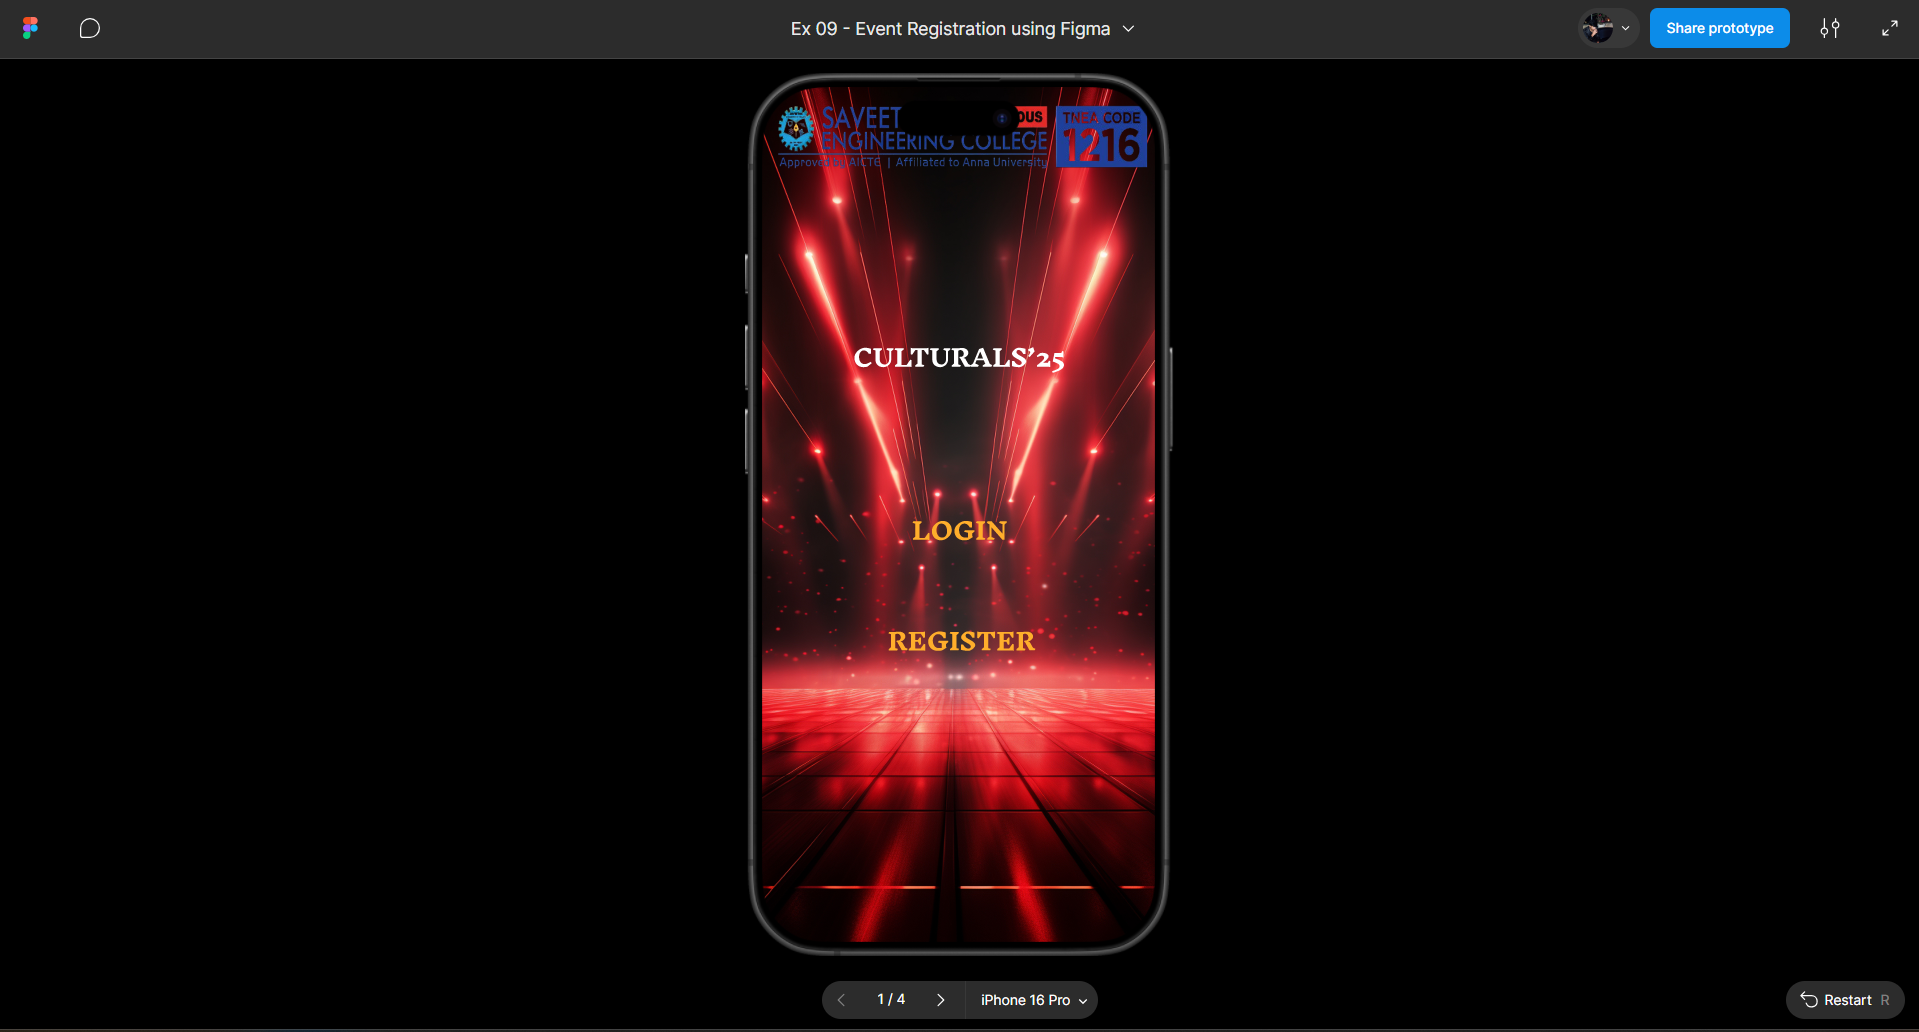 Ex 09 - Event Registration using Figma
Share prototype
SAVEET
OUS
ENGINEERING COLLEGE
Approved by AICTE | Affiliated to Anna University
TNEA CODE
1216
CULTURALS’25
LOGIN
REGISTER
1 / 4
iPhone 16 Pro
Restart R